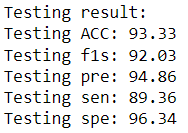 Testing result:
Testing ACC: 93.33
Testing f1s: 92.03
Testing pre: 94.86
Testing sen: 89.36
Testing spe: 96.34